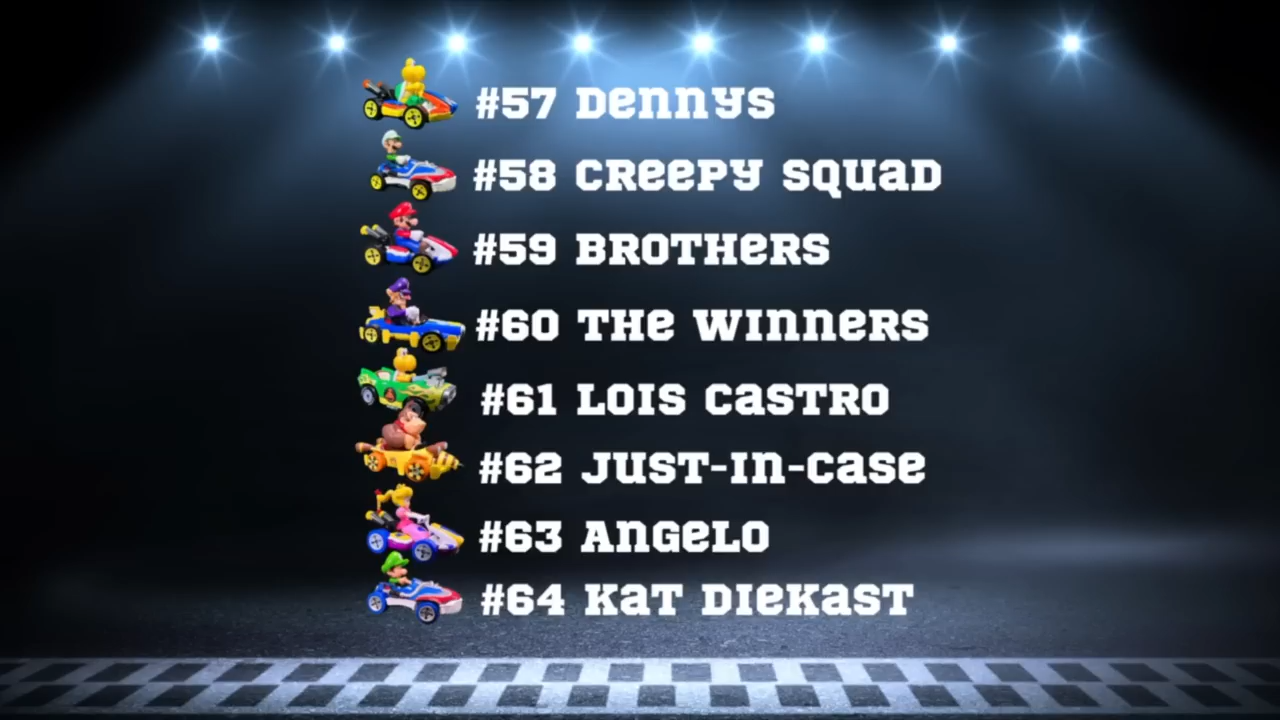 #57 Dennys
#58 Creepy Squad
#59 Brothers
#60 The Winners
#61 Lois Castro
#62 Just-in-case
#63 Angelo
#64 Kat Diekast